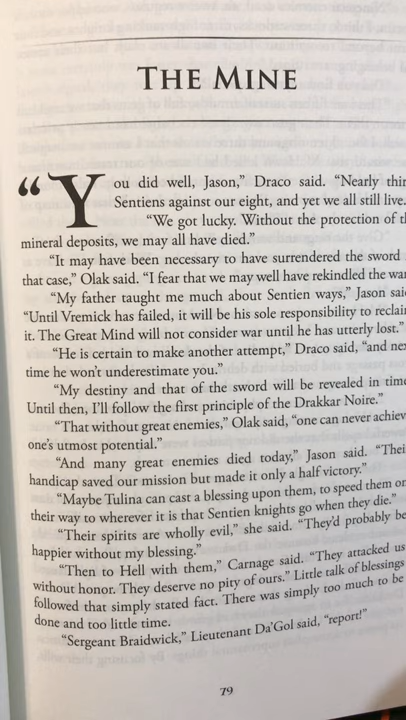 THE MINE
“You did well, Jason,” Draco said. “Nearly
Sentiens against our eight, and yet we all still live.
“We got lucky. Without the protection of
mineral deposits, we may all have died.”
“It may have been necessary to have surrendered the sword
that case,” Olak said. “I fear that we may well have rekindled the
“My father taught me much about Sentien ways,” Jason
“Until Vremick has failed, it will be his sole responsibility to
it. The Great Mind will not consider war until he has utterly lost.”
“He is certain to make another attempt,” Draco said, “and
time he won’t underestimate you.”
“My destiny and that of the sword will be revealed in
Until then, I’ll follow the first principle of the Drakkar Noire.”
“That without great enemies,” Olak said, “one can never
one’s utmost potential.”
“And many great enemies died today,” Jason said.
handicap saved our mission but made it only a half victory.”
“Maybe Tulina can cast a blessing upon them, to speed them
their way to wherever it is that Sentien knights go when they die.”
“Their spirits are wholly evil,” she said. “They’d probably be
happier without my blessing.”
“Then to Hell with them,” Carnage said. “They attacked us
without honor. They deserve no pity of ours.” Little talk of blessings
followed that simply stated fact. There was simply too much to be
done and too little time.
“Sergeant Braidwick,” Lieutenant Da’Gol said, “report!”
79